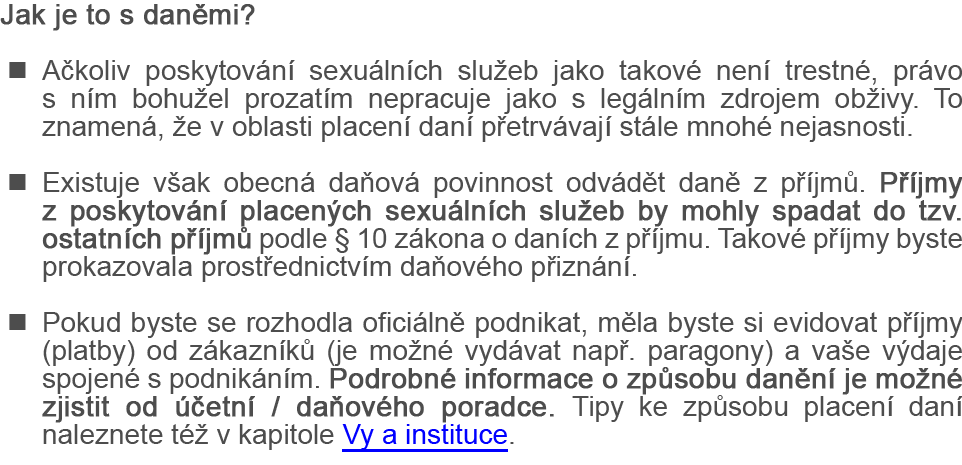 Jak je to s daněmi?
■ Ačkoliv poskytování sexuálních služeb jako takové není trestné, právo
s ním bohužel prozatím nepracuje jako s legálním zdrojem obživy. To
znamená, že v oblasti placení daní přetrvávají stále mnohé nejasnosti.
■ Existuje však obecná daňová povinnost odvádět daně z příjmů. Příjmy
z poskytování placených sexuálních služeb by mohly spadat do tzv.
ostatních příjmů podle § 10 zákona o daních z příjmu. Takové příjmy byste
prokazovala prostřednictvím daňového přiznání.
■ Pokud byste se rozhodla oficiálně podnikat, měla byste si evidovat příjmy
(platby) od zákazníků (je možné vydávat např. paragony) a vaše výdaje
spojené s podnikáním. Podrobné informace o způsobu danění je možné
zjistit od účetní / daňového poradce. Tipy ke způsobu placení daní
naleznete též v kapitole Vy a instituce.